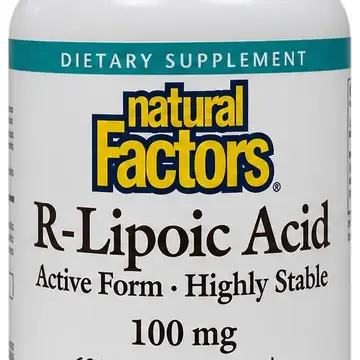 DIETARY SUPPLEMENT
natural
Factors®
R-Lipoic Acid
Active Form · Highly Stable
100 mg